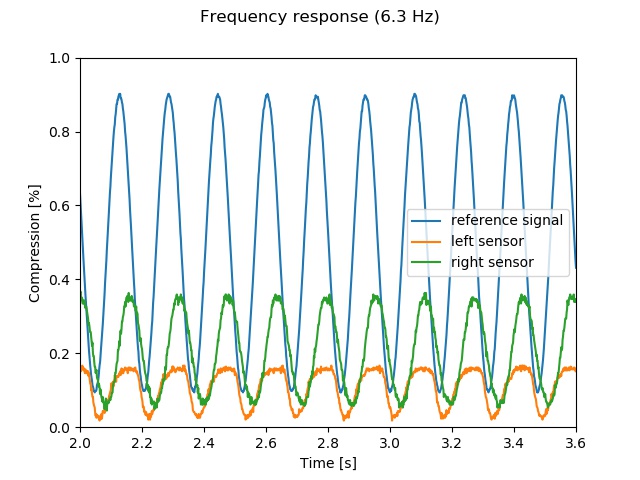 Frequency response (6.3 Hz)
1.0
0.8
0.6
0.4
0.2
0.0
Compression [%]
reference signal
left sensor
right sensor
2.0 2.2 2.4 2.6 2.8 3.0 3.2 3.4 3.6
Time [s]